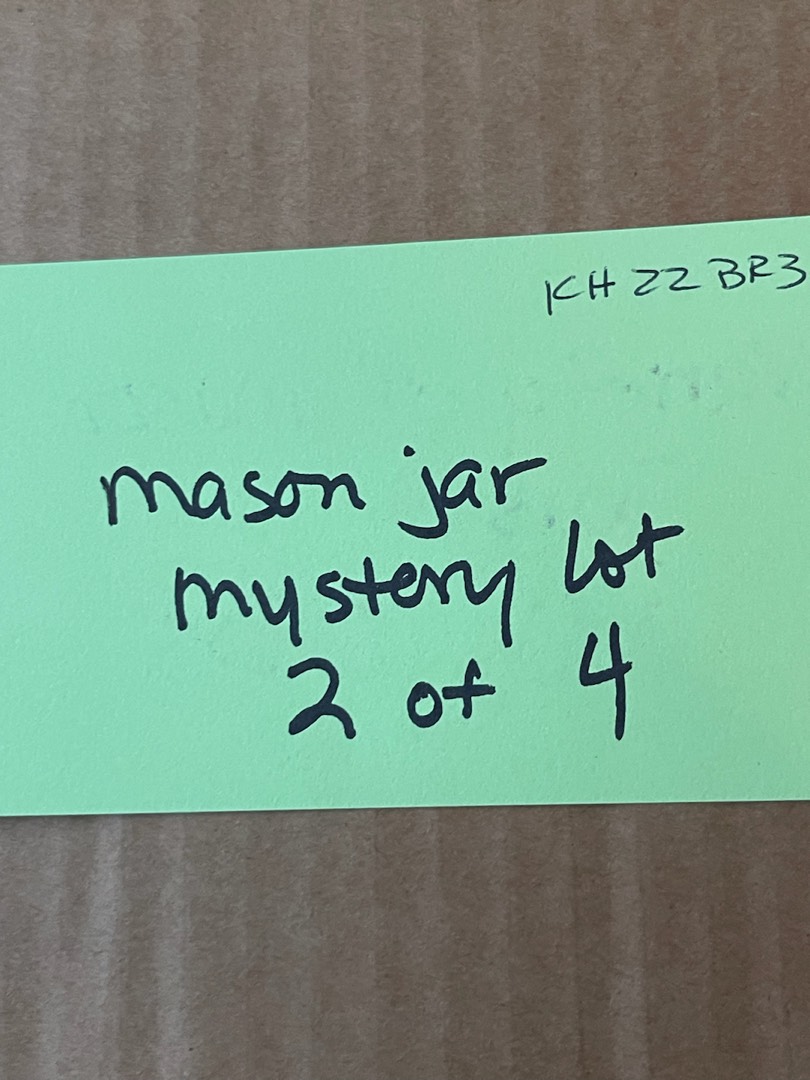 KH 22 BR3
mason jar
mystery lot
2 of 4